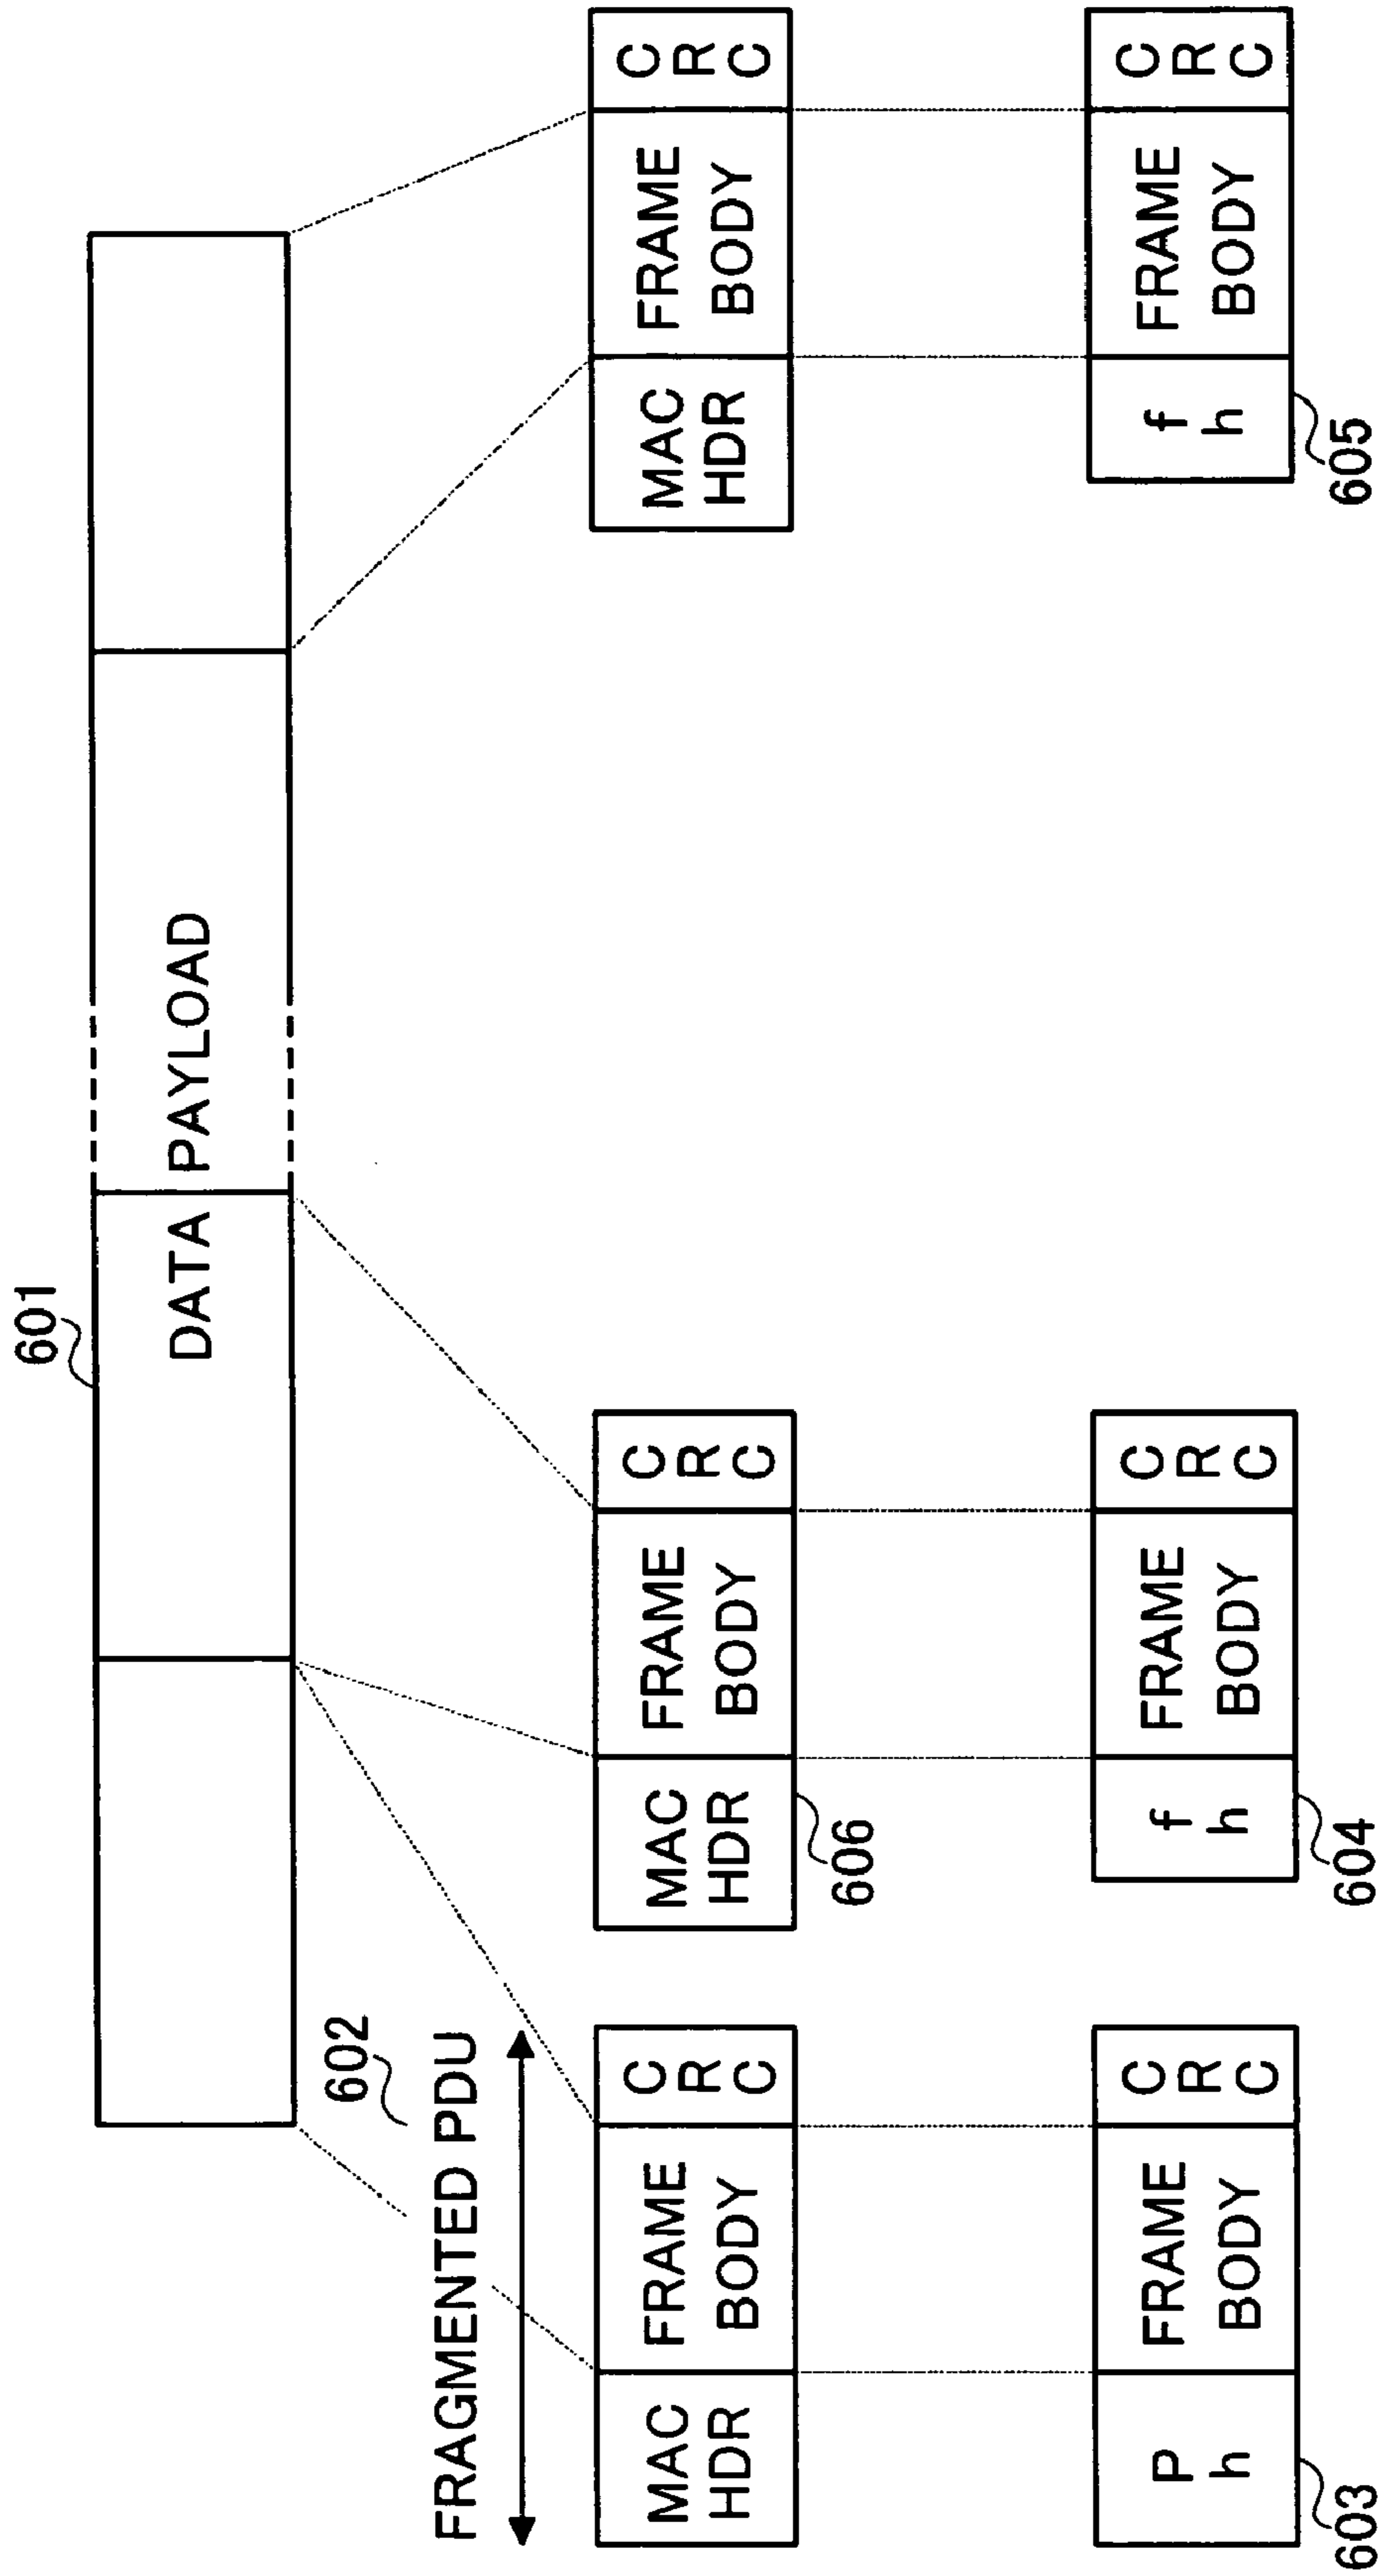 601
DATA PAYLOAD
602
FRAGMENTED PDU
MAC
HDR
FRAME
BODY
C
R
C
MAC
HDR
FRAME
BODY
C
R
C
606
MAC
HDR
FRAME
BODY
C
R
C
P
h
FRAME
BODY
C
R
C
603
f
h
FRAME
BODY
C
R
C
604
f
h
FRAME
BODY
C
R
C
605